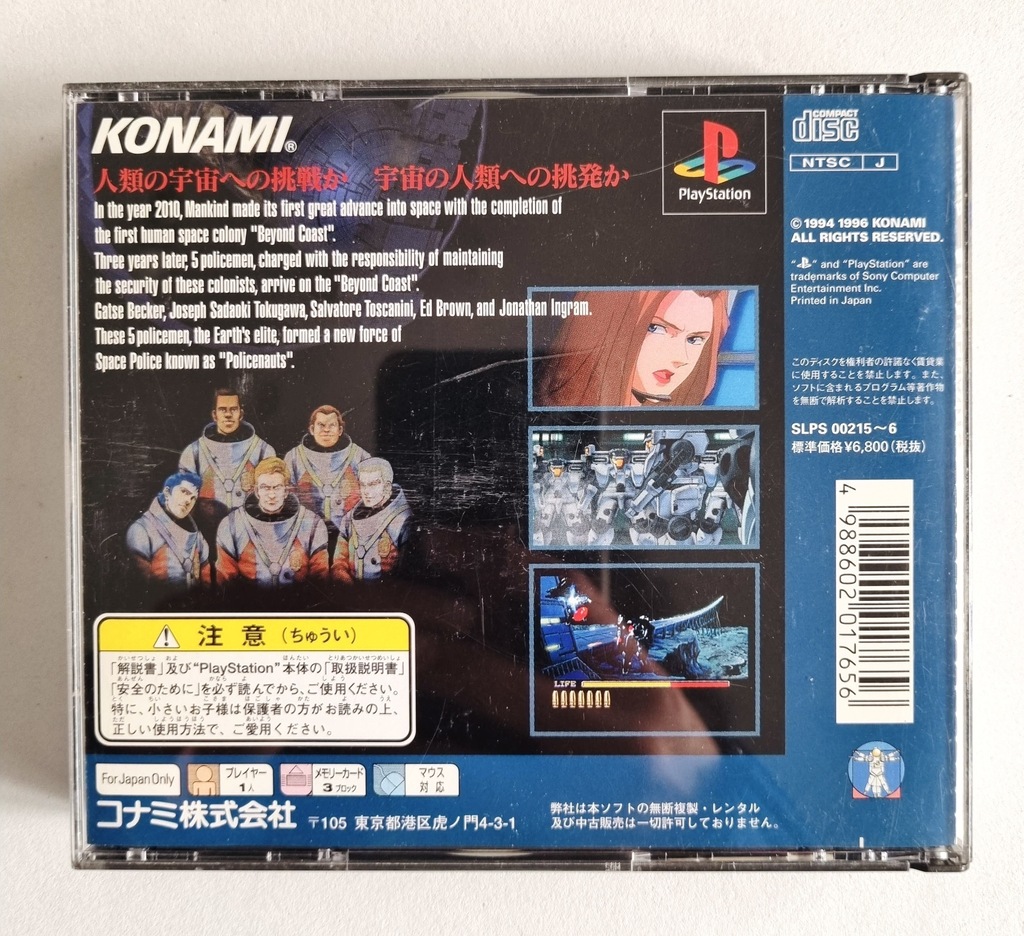 KONAMI®
人類の宇宙への挑戦か 宇宙の人類への挑発か
In the year 2010, Mankind made its first great advance into space with the completion of
the first human space colony "Beyond Coast".
Three years later, 5 policemen, charged with the responsibility of maintaining
the security of these colonists, arrive on the "Beyond Coast".
Gatse Becker, Joseph Sadaoki Tokugawa, Salvatore Toscanini, Ed Brown, and Jonathan Ingram.
These 5 policemen, the Earth's elite, formed a new force of
Space Police known as "Policenauts".
PlayStation
LIFE
注意(ちゅうい)
「解説書」及び“PlayStation”本体の「取扱説明書」
「安全のために」を必ず読んでから、ご使用ください。
特に、小さいお子様は保護者の方がお読みの上、
正しい使用方法で、ご愛用ください。
For Japan Only
プレイヤー
1人
メモリーカード
3ブロック
マウス
対応
コナミ株式会社 〒105 東京都港区虎ノ門4-3-1
弊社は本ソフトの無断複製・レンタル
及び中古販売は一切許可しておりません。
COMPACT
disc
NTSC J
©1994 1996 KONAMI
ALL RIGHTS RESERVED.
“ ” and “PlayStation” are
trademarks of Sony Computer
Entertainment Inc.
Printed in Japan
このディスクを権利者の許諾なく賃貸業
に使用することを禁止します。また、
ソフトに含まれるプログラム等著作物
を無断で解析することを禁止します。
SLPS 00215〜6
標準価格¥6,800(税抜)
4 988602 017656